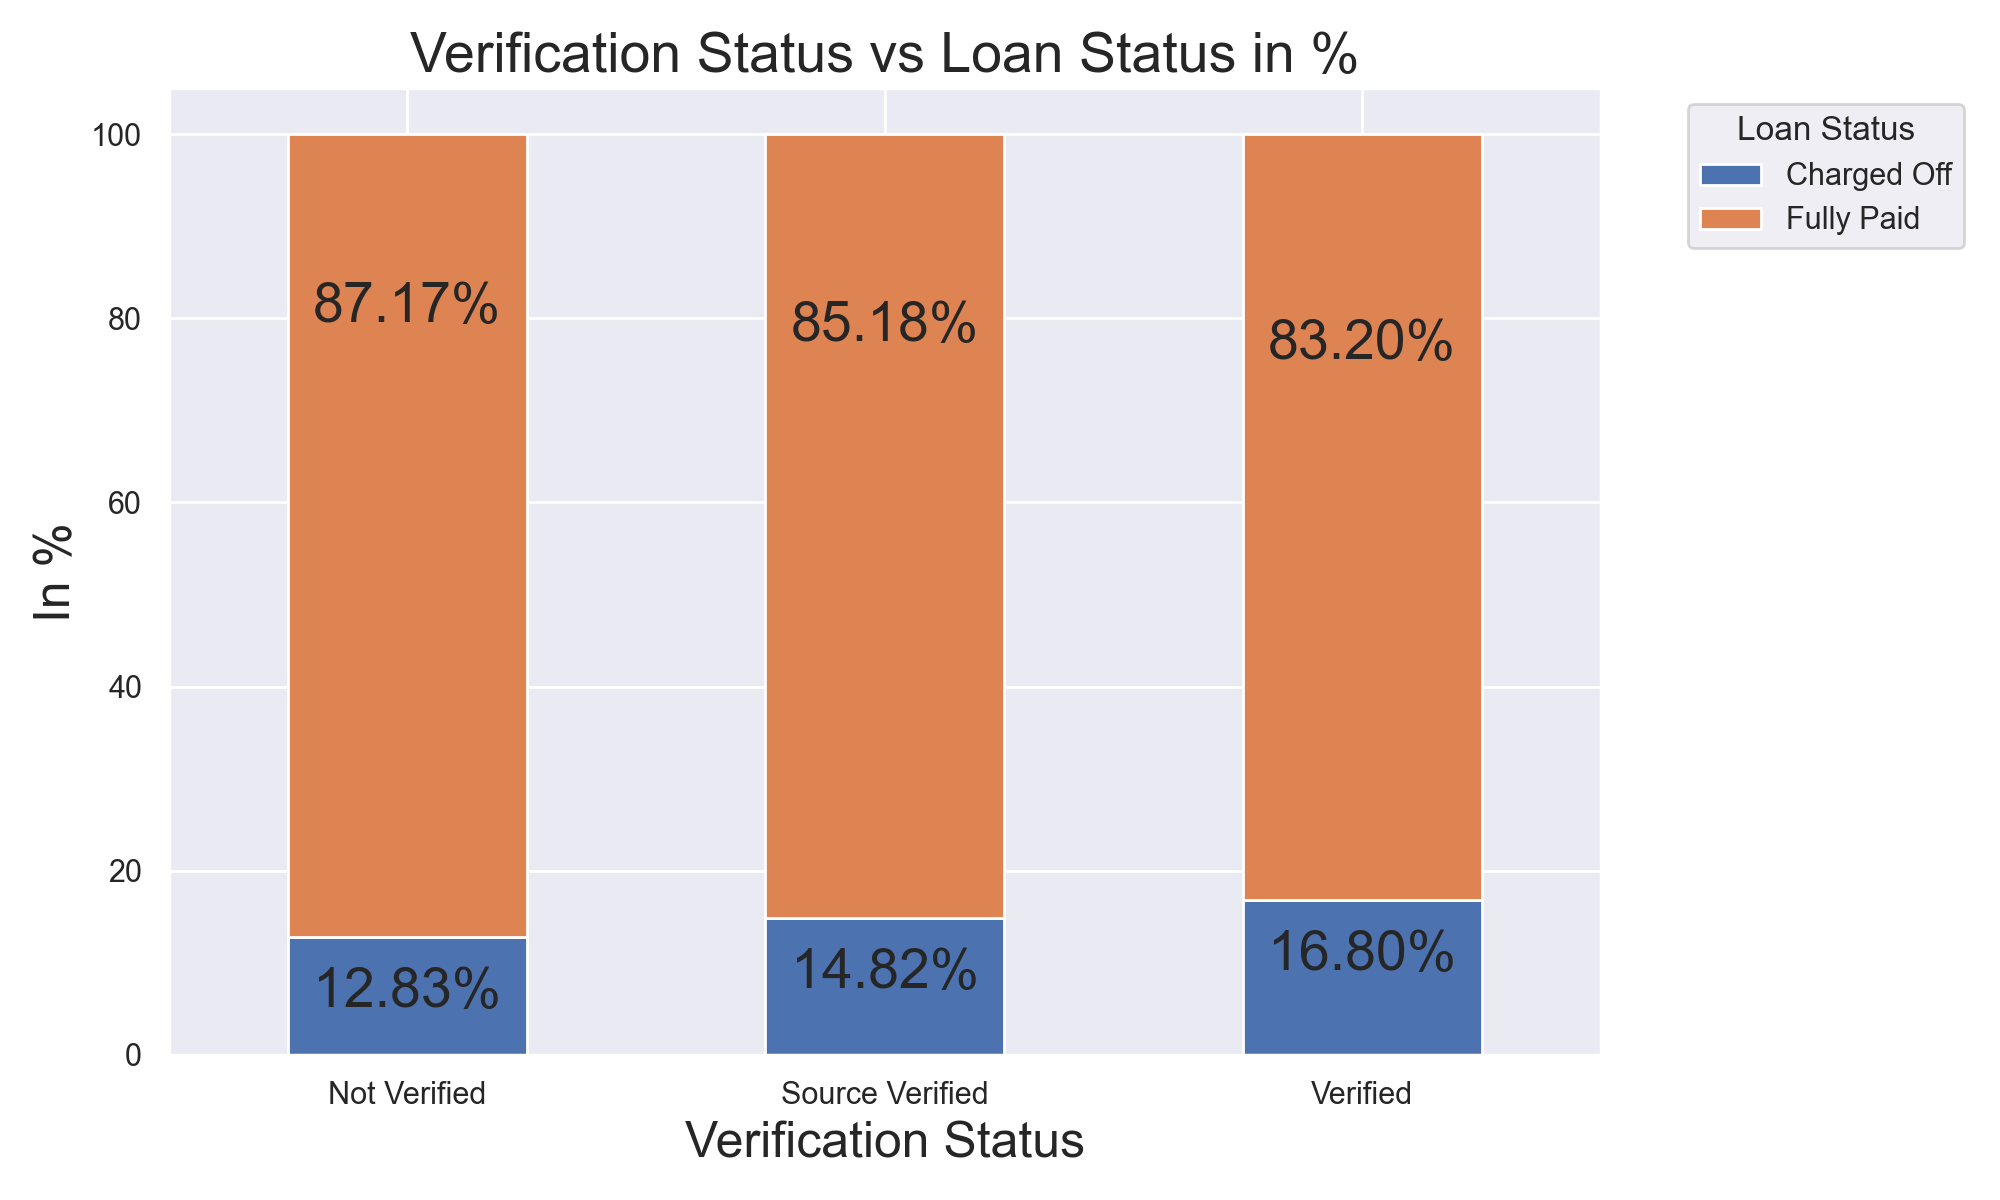 Verification Status vs Loan Status in %
Loan Status
Charged Off
Fully Paid
In %
100
80
60
40
20
0
87.17%
85.18%
83.20%
12.83%
14.82%
16.80%
Not Verified
Source Verified
Verified
Verification Status